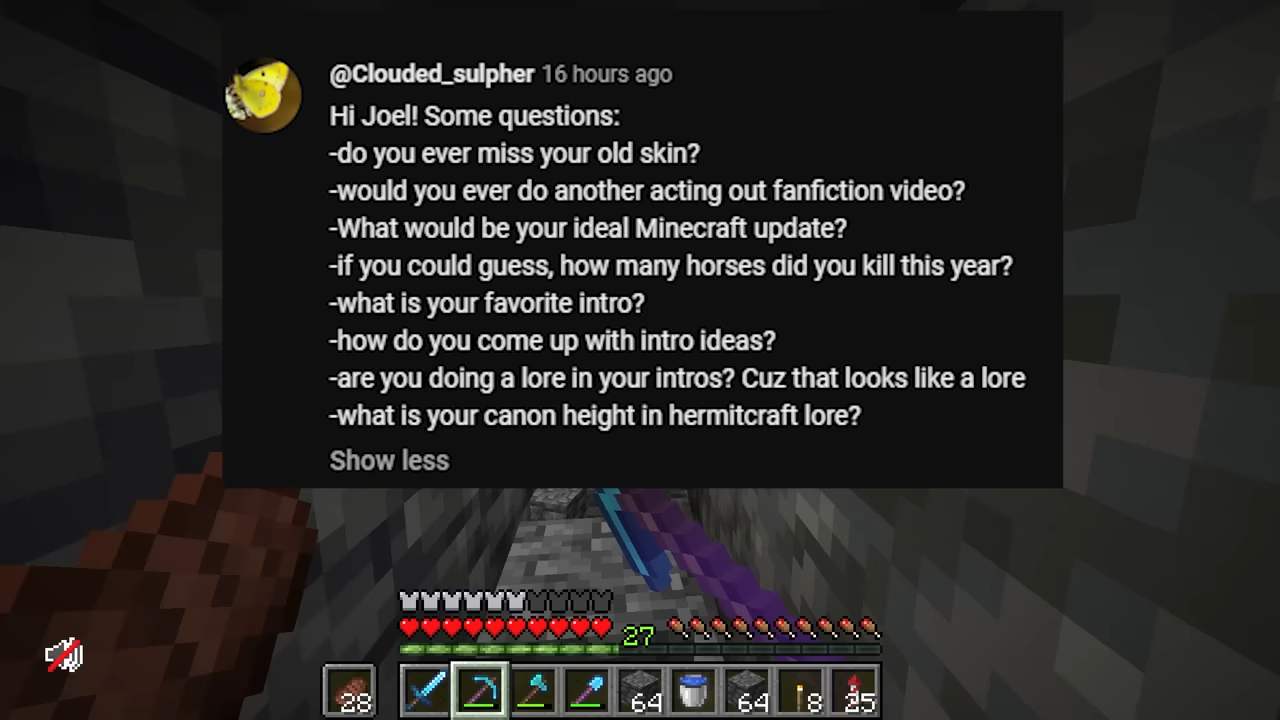 @Clouded_sulpher 16 hours ago
Hi Joel! Some questions:
-do you ever miss your old skin?
-would you ever do another acting out fanfiction video?
-What would be your ideal Minecraft update?
-if you could guess, how many horses did you kill this year?
-what is your favorite intro?
-how do you come up with intro ideas?
-are you doing a lore in your intros? Cuz that looks like a lore
-what is your canon height in hermitcraft lore?
Show less
27
28 64 64 8 25